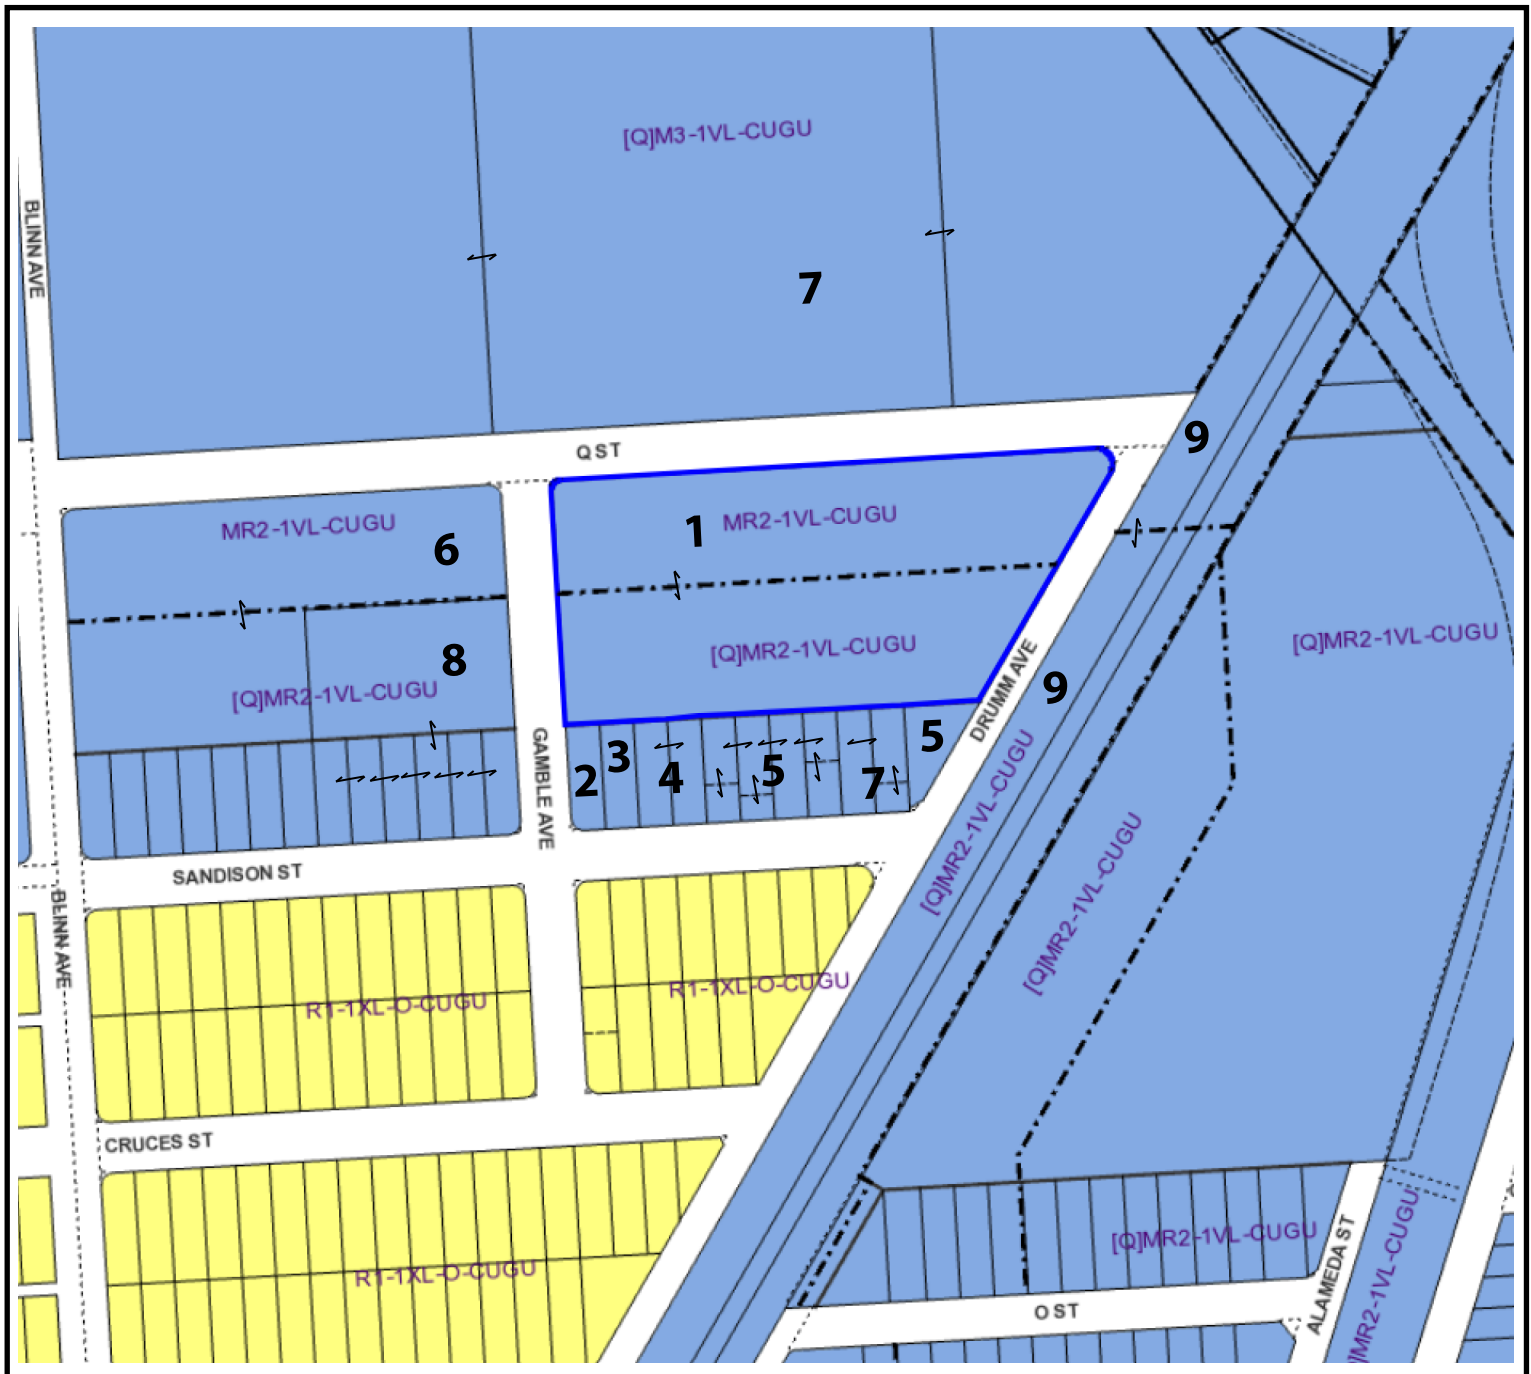 [Q]M3-1VL-CUGU
BLINN AVE
7
9
Q ST
MR2-1VL-CUGU
6
1
MR2-1VL-CUGU
[Q]MR2-1VL-CUGU
8
[Q]MR2-1VL-CUGU
[Q]MR2-1VL-CUGU
DRUMM AVE
9
GAMBLE AVE
2
3
4
5
7
5
[Q]MR2-1VL-CUGU
[Q]MR2-1VL-CUGU
SANDISON ST
BLINN AVE
R1-1XL-O-CUGU
R1-1XL-O-CUGU
CRUCES ST
R1-1XL-O-CUGU
[Q]MR2-1VL-CUGU
ALAMEDA ST
]MR2-1VL-CUGU
O ST